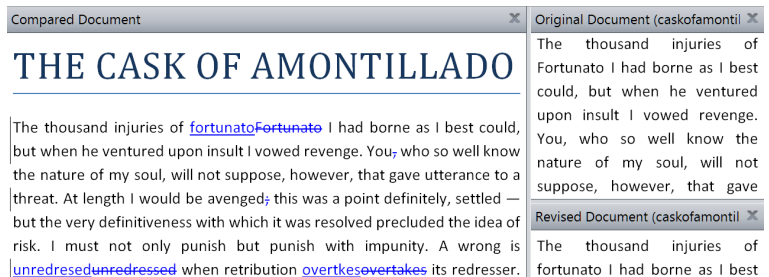 Compared Document
THE CASK OF AMONTILLADO
The thousand injuries of fortunatoFortunato I had borne as I best could,
but when he ventured upon insult I vowed revenge. You, who so well know
the nature of my soul, will not suppose, however, that gave utterance to a
threat. At length I would be avenged; this was a point definitely, settled —
but the very definitiveness with which it was resolved precluded the idea of
risk. I must not only punish but punish with impunity. A wrong is
unredresedunredressed when retribution overtkesovertakes its redresser.
Original Document (caskofamontil
The thousand injuries of
Fortunato I had borne as I best
could, but when he ventured
upon insult I vowed revenge.
You, who so well know the
nature of my soul, will not
suppose, however, that gave
Revised Document (caskofamontil
The thousand injuries of
fortunato I had borne as I best